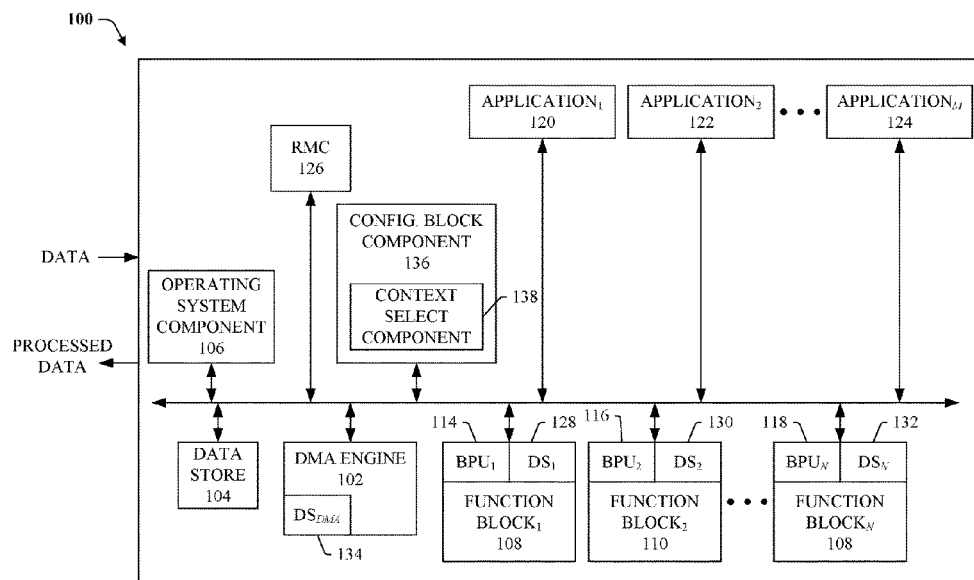 100
APPLICATION1
120
APPLICATION2
122
APPLICATIONM
124
RMC
126
CONFIG. BLOCK
COMPONENT
136
CONTEXT
SELECT
COMPONENT
138
DATA
PROCESSED
DATA
OPERATING
SYSTEM
COMPONENT
106
DATA
STORE
104
DMA ENGINE
102
DSDMA
134
114
128
BPU1
DS1
FUNCTION
BLOCK1
108
116
130
BPU2
DS2
FUNCTION
BLOCK2
110
118
132
BPUN
DSN
FUNCTION
BLOCKN
108